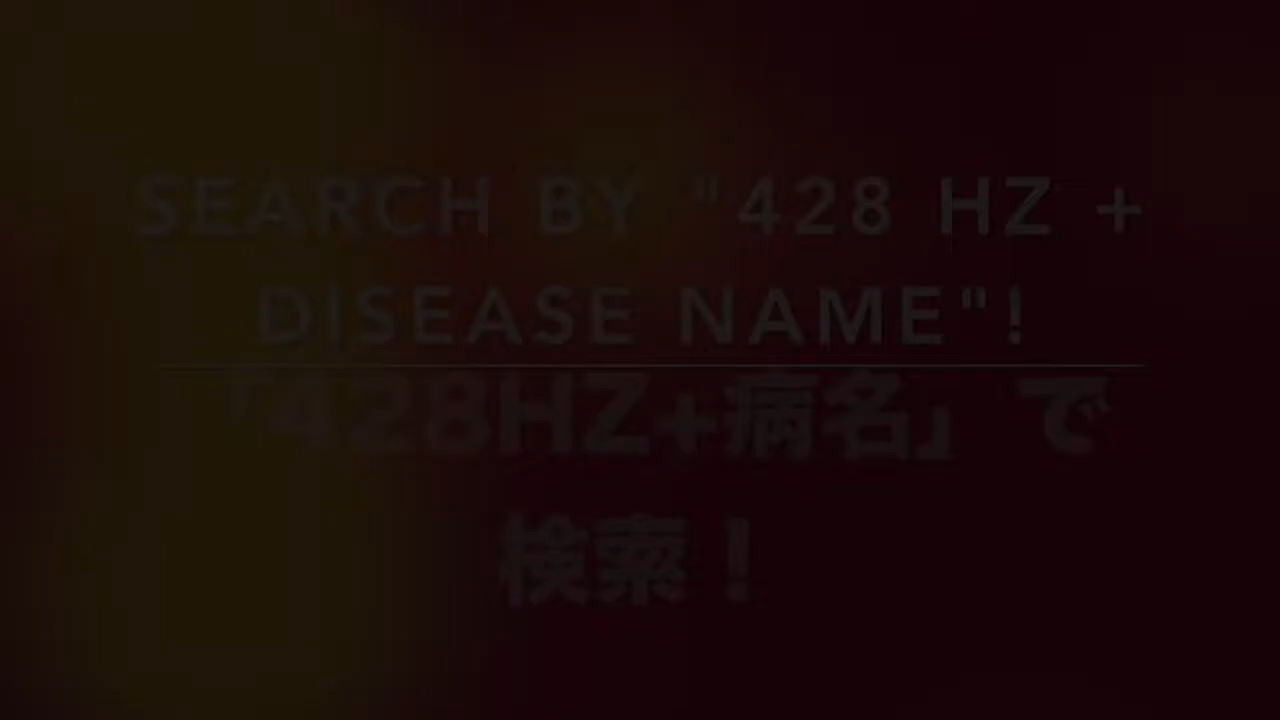 SEARCH BY "428 HZ +
DISEASE NAME"!
「428HZ+病名」で
検索！